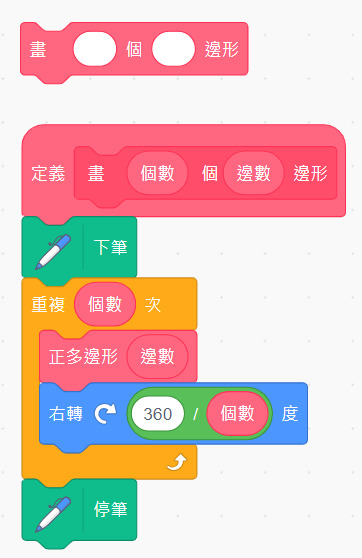 畫 個 邊形
定義 畫 個數 個 邊數 邊形
下筆
重複 個數 次
正多邊形 邊數
右轉 360 / 個數 度
停筆